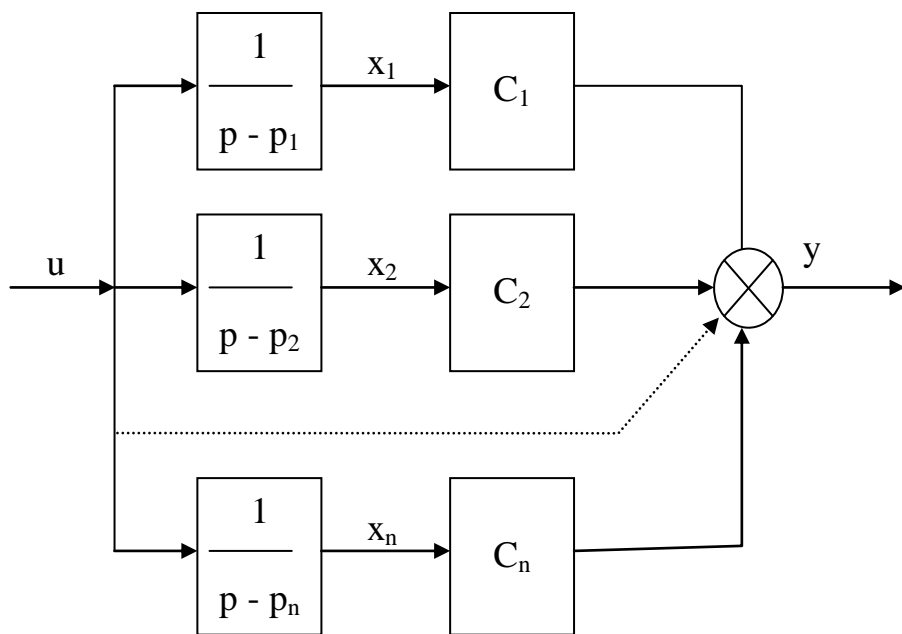 1
p - p₁
x₁
C₁
u
1
p - p₂
x₂
C₂
y
1
p - pₙ
xₙ
Cₙ